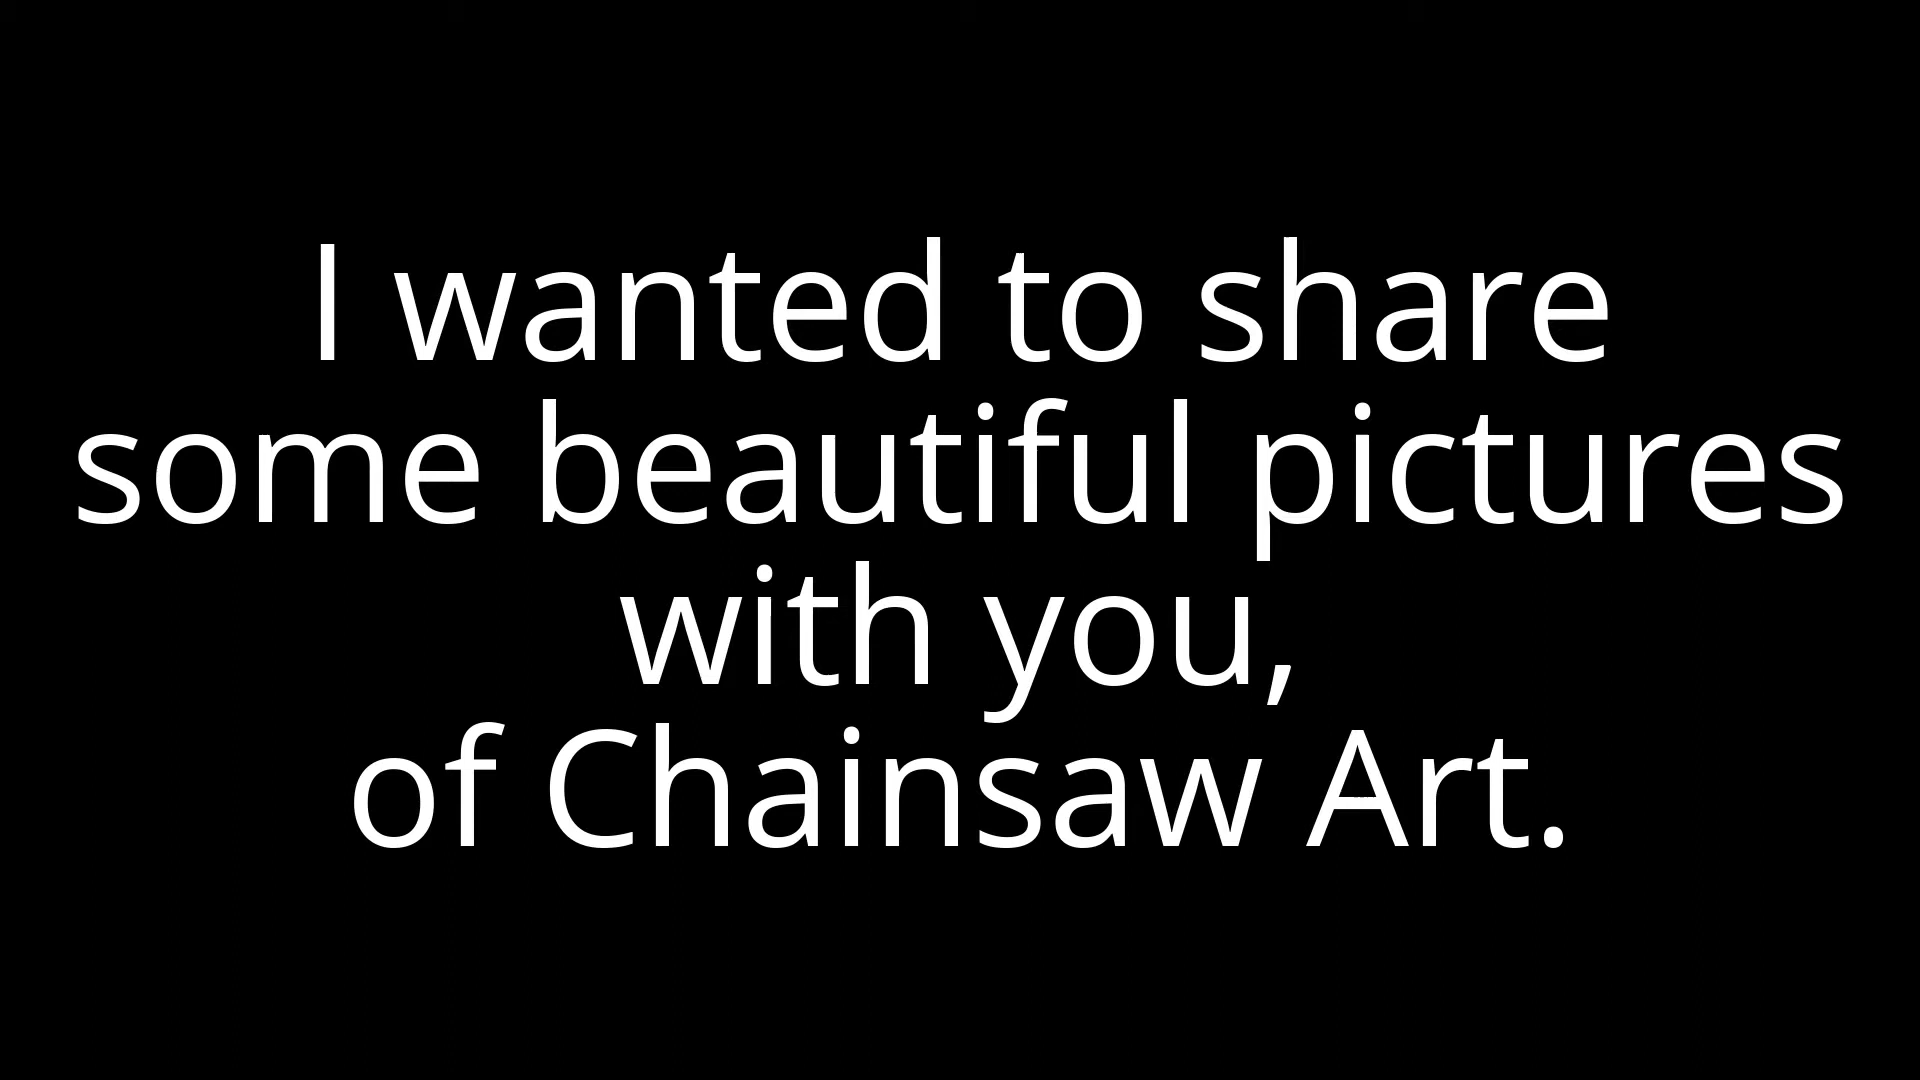 I wanted to share
some beautiful pictures
with you,
of Chainsaw Art.